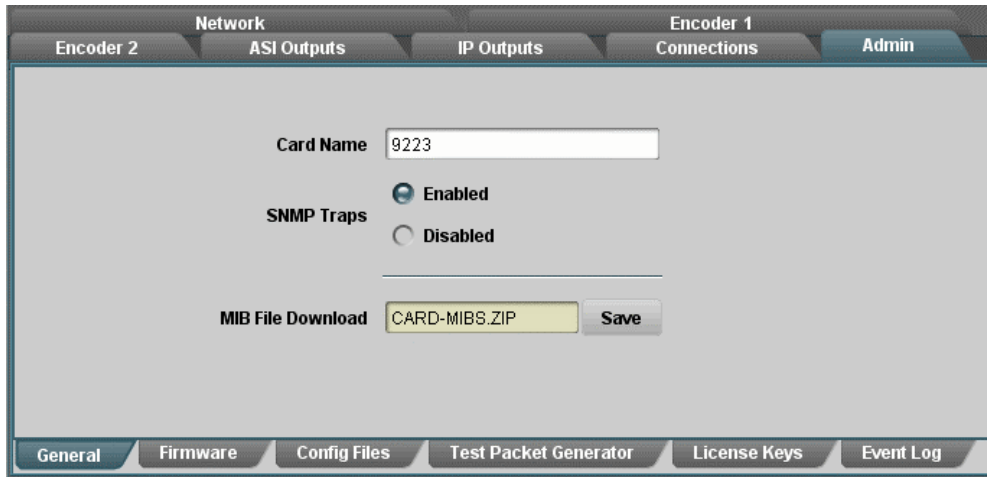 Network Encoder 1
Encoder 2 ASI Outputs IP Outputs Connections Admin
Card Name 9223
Enabled
SNMP Traps
Disabled
MIB File Download CARD-MIBS.ZIP Save
General Firmware Config Files Test Packet Generator License Keys Event Log